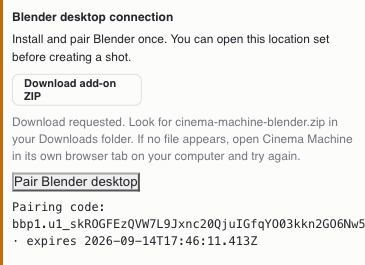 Blender desktop connection
Install and pair Blender once. You can open this location set
before creating a shot.
Download add-on
ZIP
Download requested. Look for cinema-machine-blender.zip in
your Downloads folder. If no file appears, open Cinema Machine
in its own browser tab on your computer and try again.
Pair Blender desktop
Pairing code:
bbp1.u1_skROGFEzQVW7L9Jxnc20QjuIGfqYO03kkn2GO6Nw5
· expires 2026-09-14T17:46:11.413Z